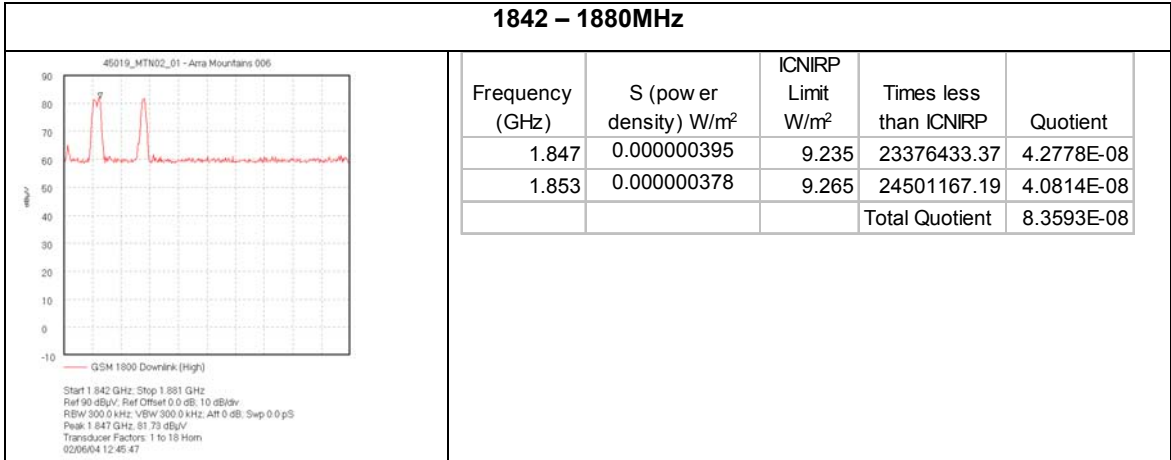 1842 – 1880MHz
45019_MTN02_01 - Arra Mountains 006
90
80
70
60
50
40
30
20
10
0
-10
dBµV
GSM 1800 Downlink (High)
Start 1.842 GHz; Stop 1.881 GHz
Ref 90 dBµV; Ref Offset 0.0 dB; 10 dB/div
RBW 300.0 kHz; VBW 300.0 kHz; Att 0 dB; Swp 0.0 pS
Peak 1.847 GHz, 81.73 dBµV
Transducer Factors: 1 to 18 Horn
02/06/04 12:45:47
Frequency (GHz) S (pow er density) W/m² ICNIRP Limit W/m² Times less than ICNIRP Quotient
1.847 0.000000395 9.235 23376433.37 4.2778E-08
1.853 0.000000378 9.265 24501167.19 4.0814E-08
Total Quotient 8.3593E-08